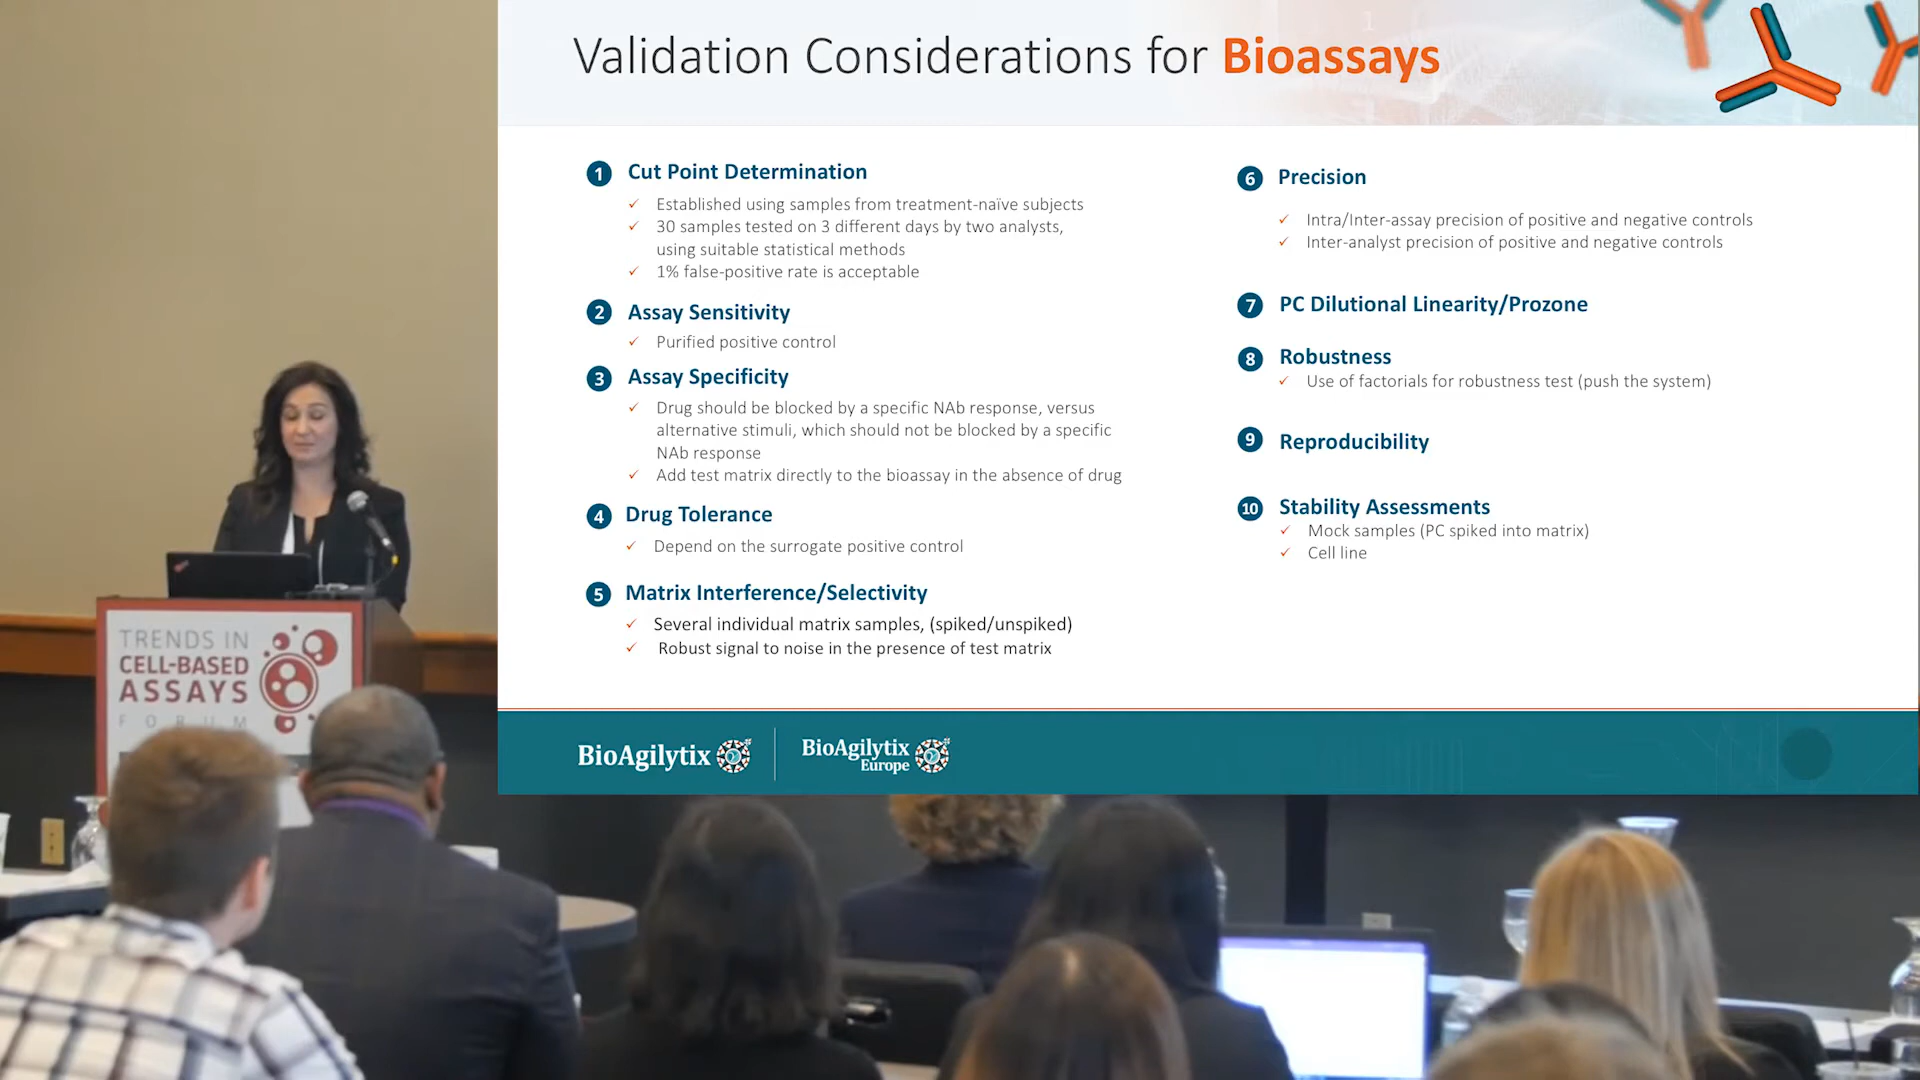 Validation Considerations for Bioassays
1 Cut Point Determination
✓ Established using samples from treatment-naïve subjects
✓ 30 samples tested on 3 different days by two analysts,
using suitable statistical methods
✓ 1% false-positive rate is acceptable
2 Assay Sensitivity
✓ Purified positive control
3 Assay Specificity
✓ Drug should be blocked by a specific NAb response, versus
alternative stimuli, which should not be blocked by a specific
NAb response
✓ Add test matrix directly to the bioassay in the absence of drug
4 Drug Tolerance
✓ Depend on the surrogate positive control
5 Matrix Interference/Selectivity
✓ Several individual matrix samples, (spiked/unspiked)
✓ Robust signal to noise in the presence of test matrix
6 Precision
✓ Intra/Inter-assay precision of positive and negative controls
✓ Inter-analyst precision of positive and negative controls
7 PC Dilutional Linearity/Prozone
8 Robustness
✓ Use of factorials for robustness test (push the system)
9 Reproducibility
10 Stability Assessments
✓ Mock samples (PC spiked into matrix)
✓ Cell line
BioAgilytix
BioAgilytix
Europe
TRENDS IN
CELL-BASED
ASSAYS
FORUM